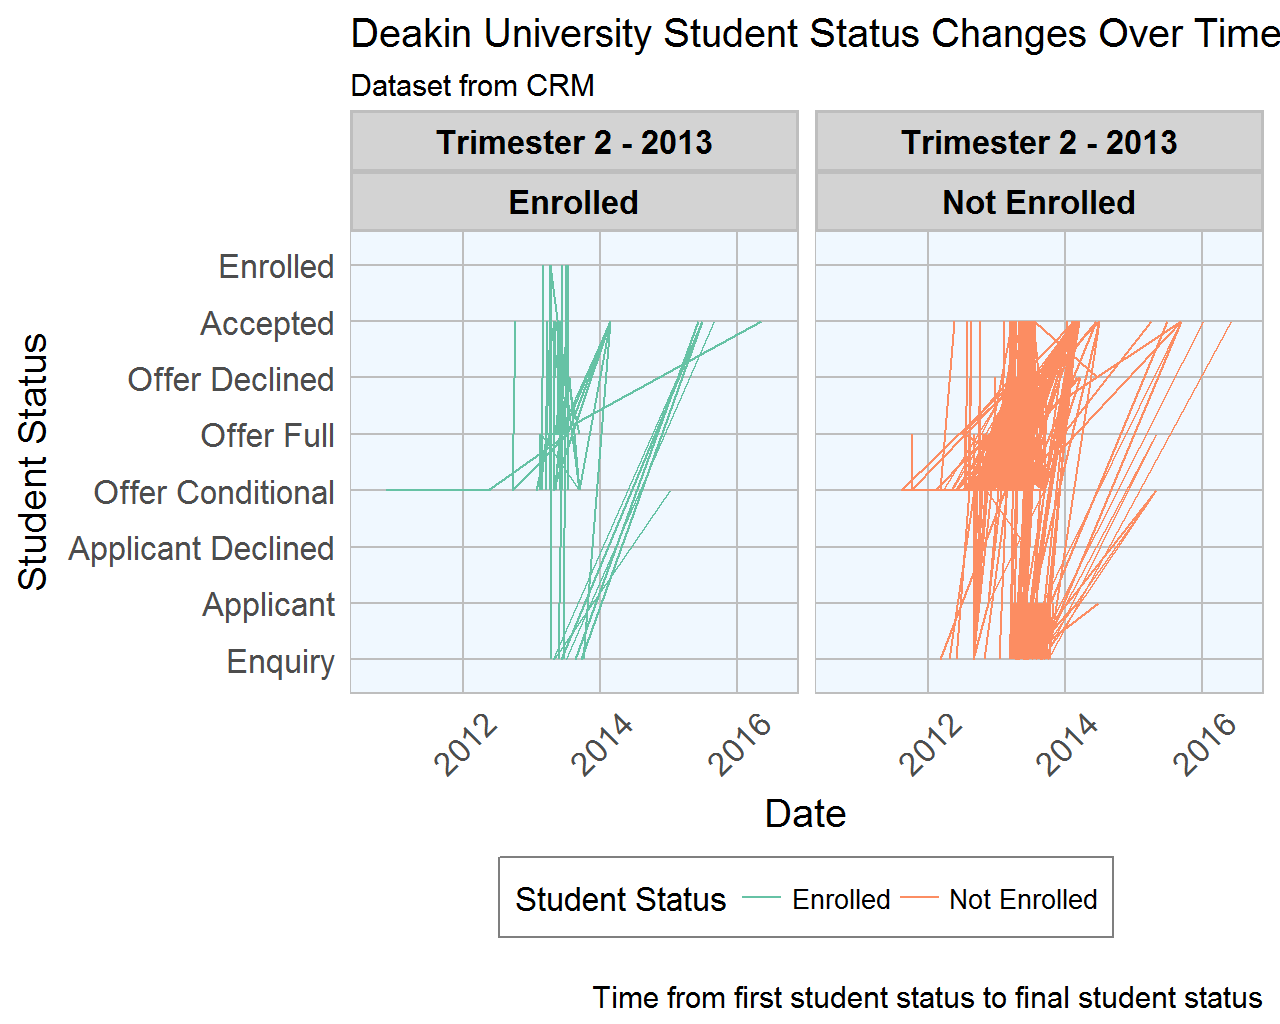 Deakin University Student Status Changes Over Time
Dataset from CRM
Trimester 2 - 2013
Trimester 2 - 2013
Enrolled
Not Enrolled
Student Status
Enrolled
Accepted
Offer Declined
Offer Full
Offer Conditional
Applicant Declined
Applicant
Enquiry
2012
2014
2016
2012
2014
2016
Date
Student Status Enrolled Not Enrolled
Time from first student status to final student status